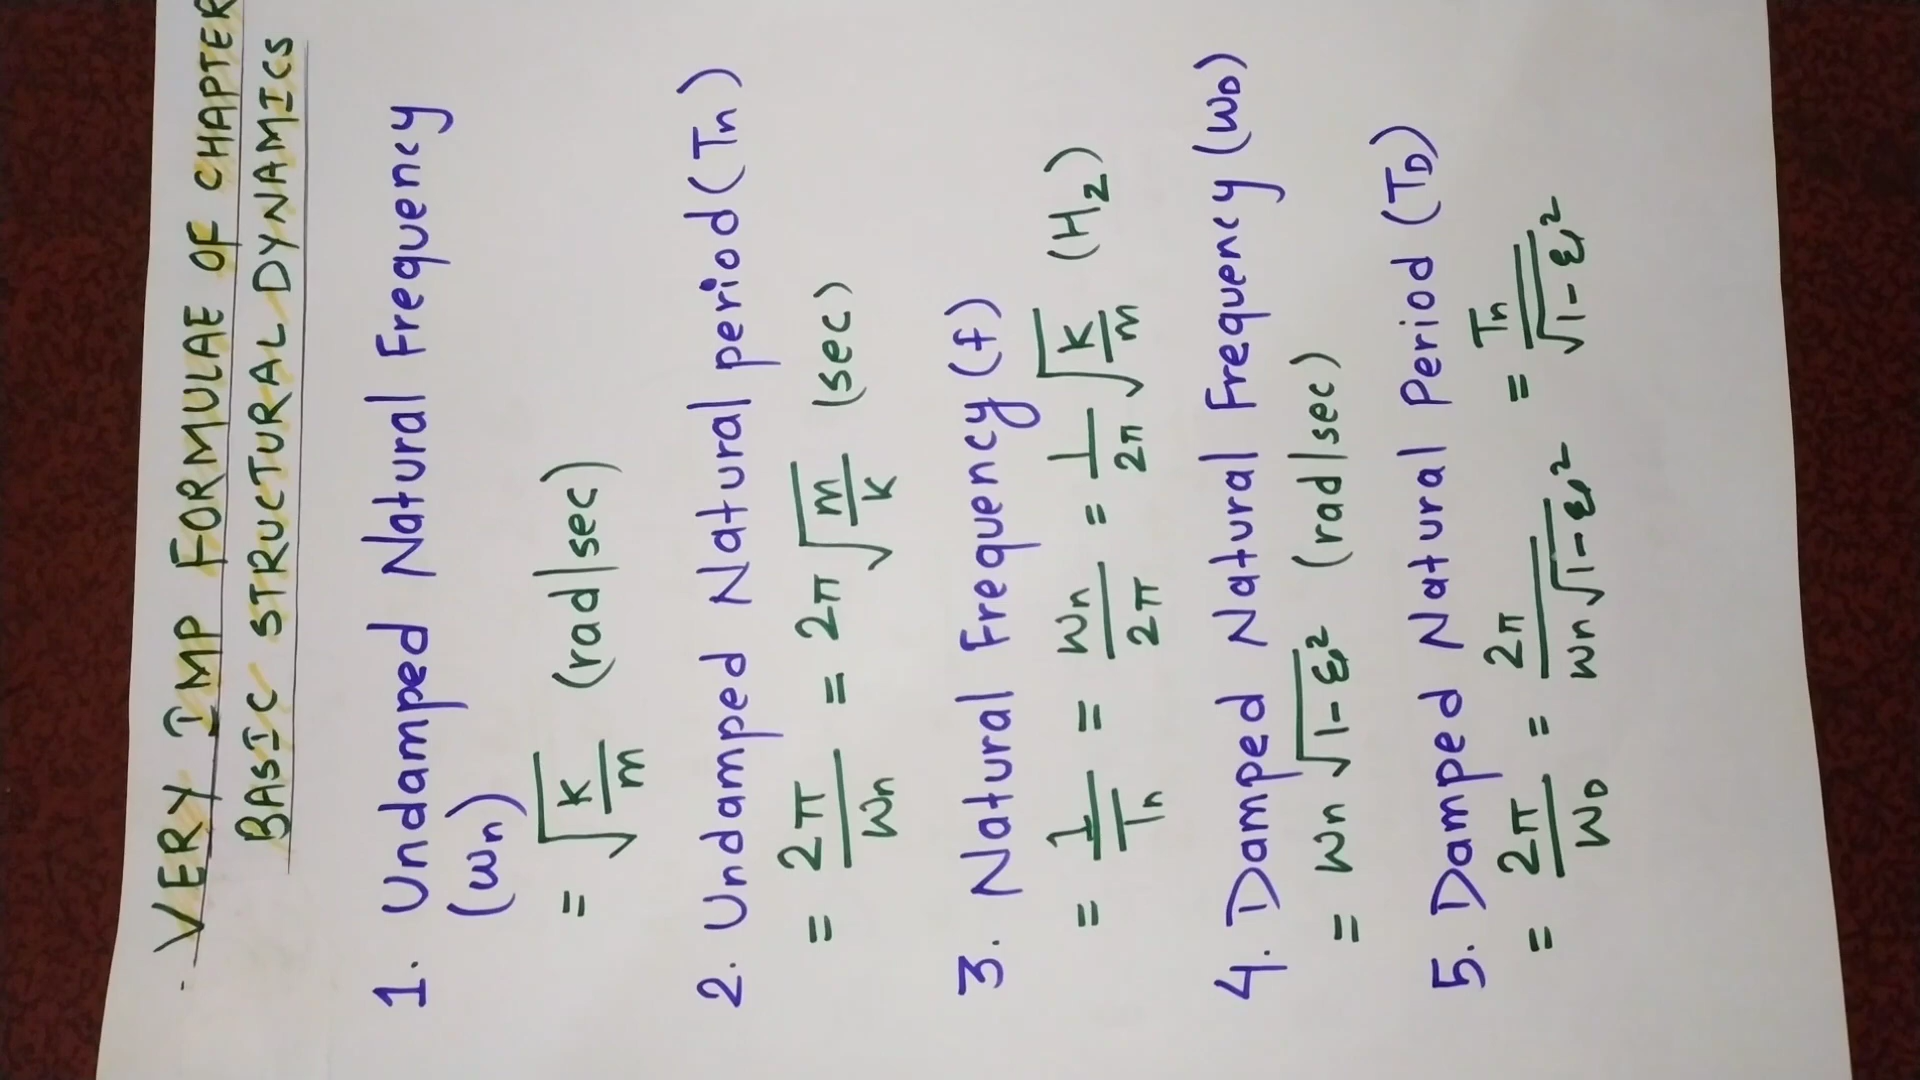 VERY IMP FORMULAE OF CHAPTER
BASIC STRUCTURAL DYNAMICS
1. Undamped Natural Frequency
(ωn)
= √(k/m) (rad/sec)
2. Undamped Natural period (Tn)
= 2π/ωn = 2π √(m/k) (sec)
3. Natural Frequency (f)
= 1/Tn = ωn/2π = 1/2π √(k/m) (Hz)
4. Damped Natural Frequency (ωD)
= ωn √(1-ξ²) (rad/sec)
5. Damped Natural Period (TD)
= 2π/ωD = 2π/(ωn√(1-ξ²)) = Tn/√(1-ξ²)